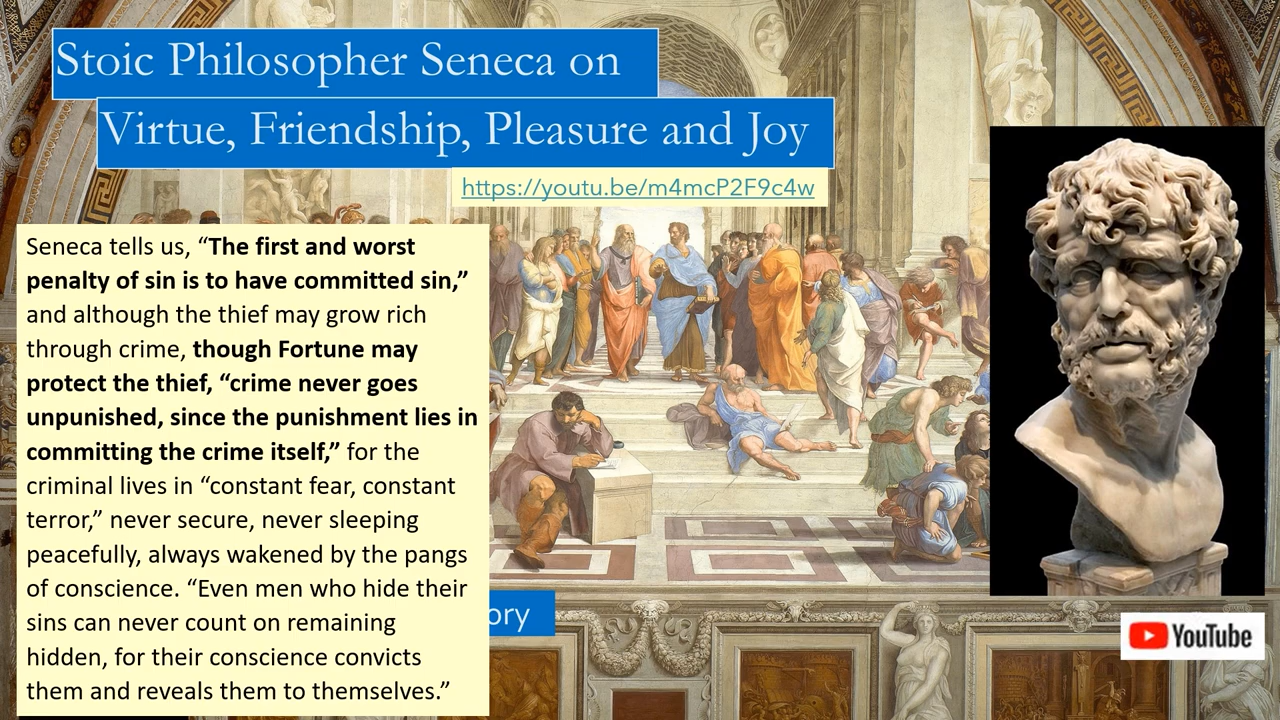 Stoic Philosopher Seneca on
Virtue, Friendship, Pleasure and Joy
https://youtu.be/m4mcP2F9c4w
Seneca tells us, “The first and worst
penalty of sin is to have committed sin,”
and although the thief may grow rich
through crime, though Fortune may
protect the thief, “crime never goes
unpunished, since the punishment lies in
committing the crime itself,” for the
criminal lives in “constant fear, constant
terror,” never secure, never sleeping
peacefully, always wakened by the pangs
of conscience. “Even men who hide their
sins can never count on remaining
hidden, for their conscience convicts
them and reveals them to themselves.”
ory
YouTube